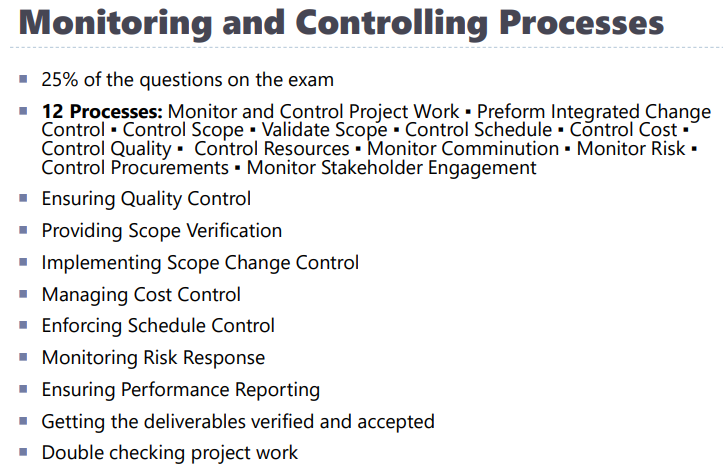 Monitoring and Controlling Processes
▪ 25% of the questions on the exam
▪ 12 Processes: Monitor and Control Project Work ▪ Preform Integrated Change
Control ▪ Control Scope ▪ Validate Scope ▪ Control Schedule ▪ Control Cost ▪
Control Quality ▪ Control Resources ▪ Monitor Comminution ▪ Monitor Risk ▪
Control Procurements ▪ Monitor Stakeholder Engagement
▪ Ensuring Quality Control
▪ Providing Scope Verification
▪ Implementing Scope Change Control
▪ Managing Cost Control
▪ Enforcing Schedule Control
▪ Monitoring Risk Response
▪ Ensuring Performance Reporting
▪ Getting the deliverables verified and accepted
▪ Double checking project work